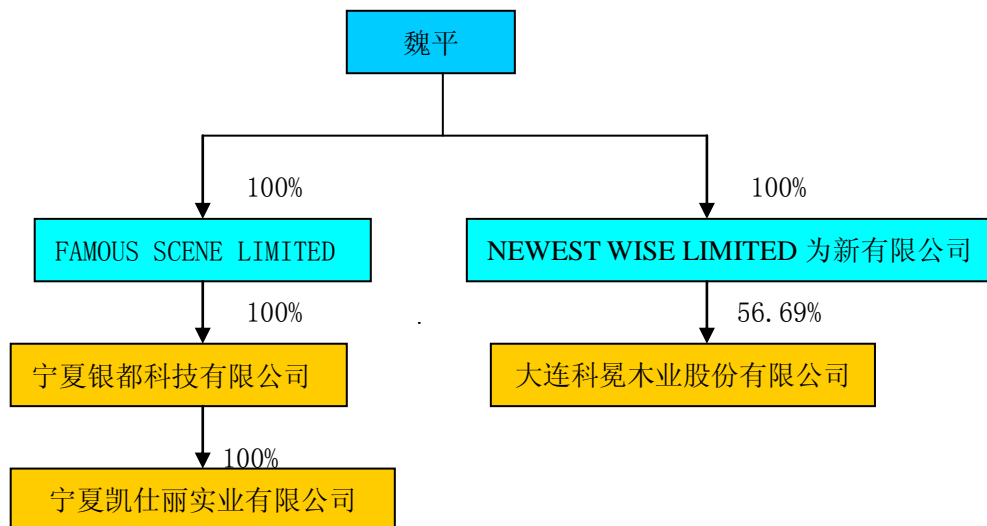 魏平
100%
100%
FAMOUS SCENE LIMITED
NEWEST WISE LIMITED 为新有限公司
100%
56.69%
宁夏银都科技有限公司
大连科冕木业股份有限公司
100%
宁夏凯仕丽实业有限公司